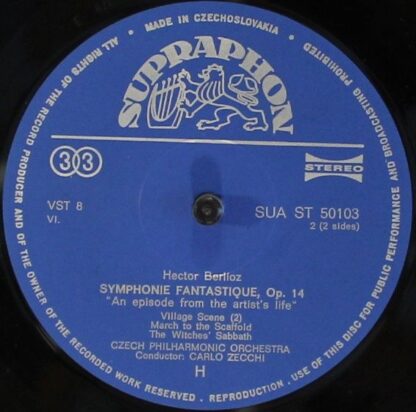 MADE IN CZECHOSLOVAKIA
ALL RIGHTS OF THE RECORD PRODUCER AND OF THE OWNER OF THE RECORDED WORK RESERVED . REPRODUCTION . USE OF THIS DISC FOR PUBLIC PERFORMANCE AND BROADCASTING PROHIBITED
SUPRAPHON
33
STEREO
VST 8
VI.
SUA ST 50103
2 (2 sides)
Hector Berlioz
SYMPHONIE FANTASTIQUE, Op. 14
"An episode from the artist's life"
Village Scene (2)
March to the Scaffold
The Witches' Sabbath
CZECH PHILHARMONIC ORCHESTRA
Conductor: CARLO ZECCHI
H